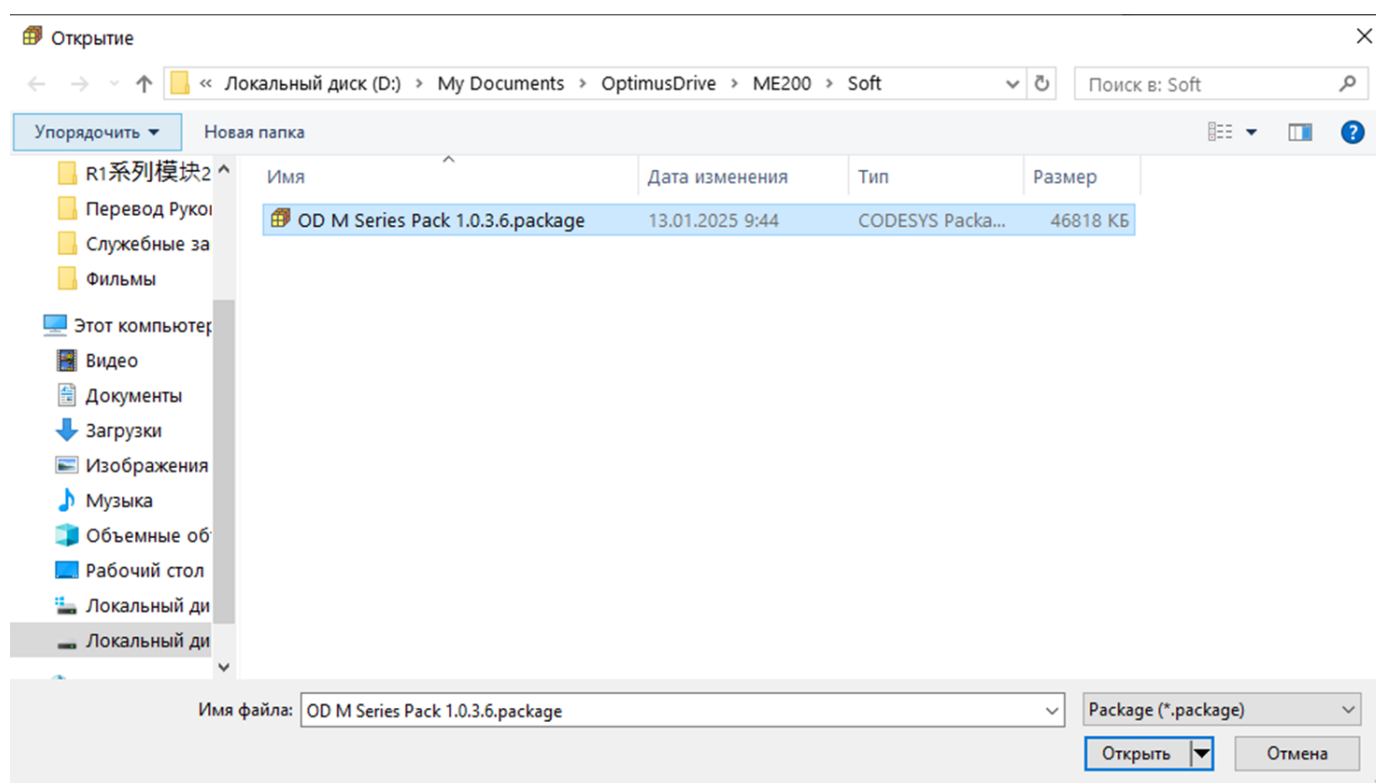 Открытие
« Локальный диск (D:) › My Documents › OptimusDrive › ME200 › Soft
Поиск в: Soft
Упорядочить
Новая папка
R1系列模块2
Перевод Руко
Служебные за
Фильмы
Этот компьютер
Видео
Документы
Загрузки
Изображения
Музыка
Объемные об
Рабочий стол
Локальный ди
Локальный ди
Имя Дата изменения Тип Размер
OD M Series Pack 1.0.3.6.package 13.01.2025 9:44 CODESYS Packa... 46818 КБ
Имя файла: OD M Series Pack 1.0.3.6.package Package (*.package)
Открыть Отмена